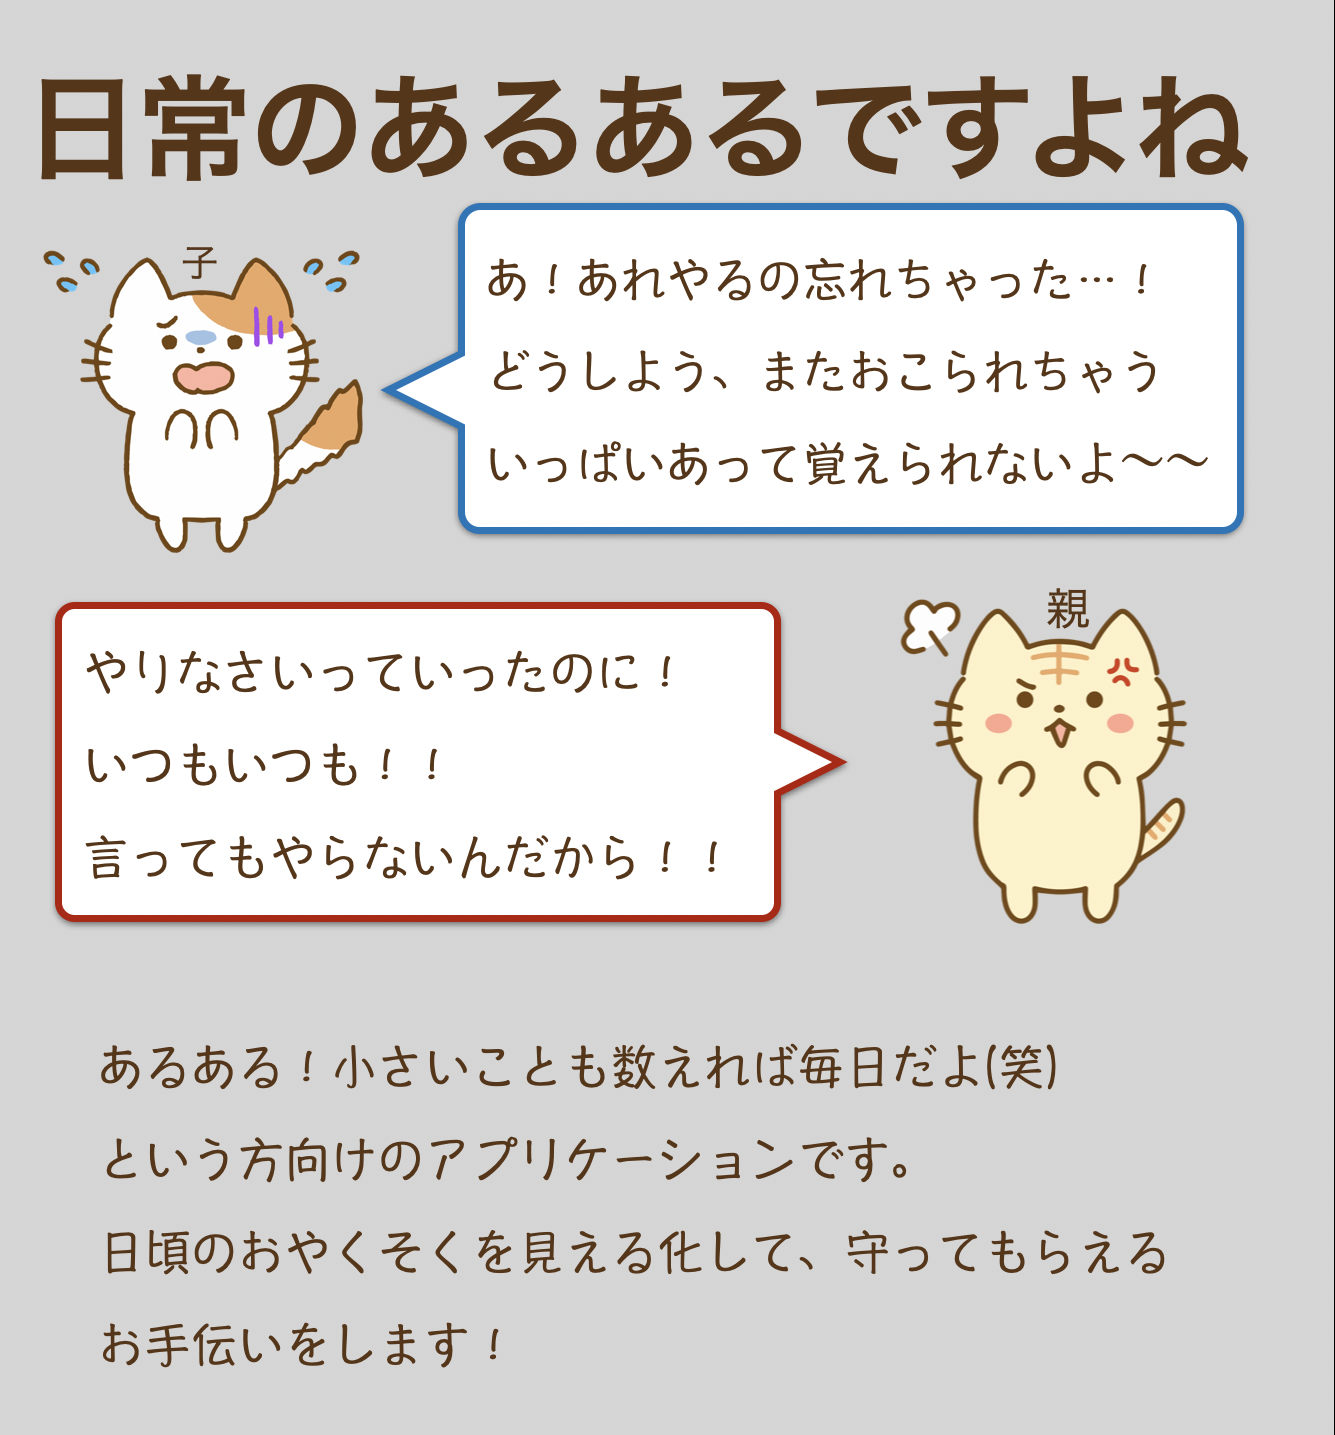 日常のあるあるですよね
子
あ！あれやるの忘れちゃった…！
どうしよう、またおこられちゃう
いっぱいあって覚えられないよ〜〜
親
やりなさいっていったのに！
いつもいつも！！
言ってもやらないんだから！！
あるある！小さいことも数えれば毎日だよ(笑)
という方向けのアプリケーションです。
日頃のおやくそくを見える化して、守ってもらえる
お手伝いをします！